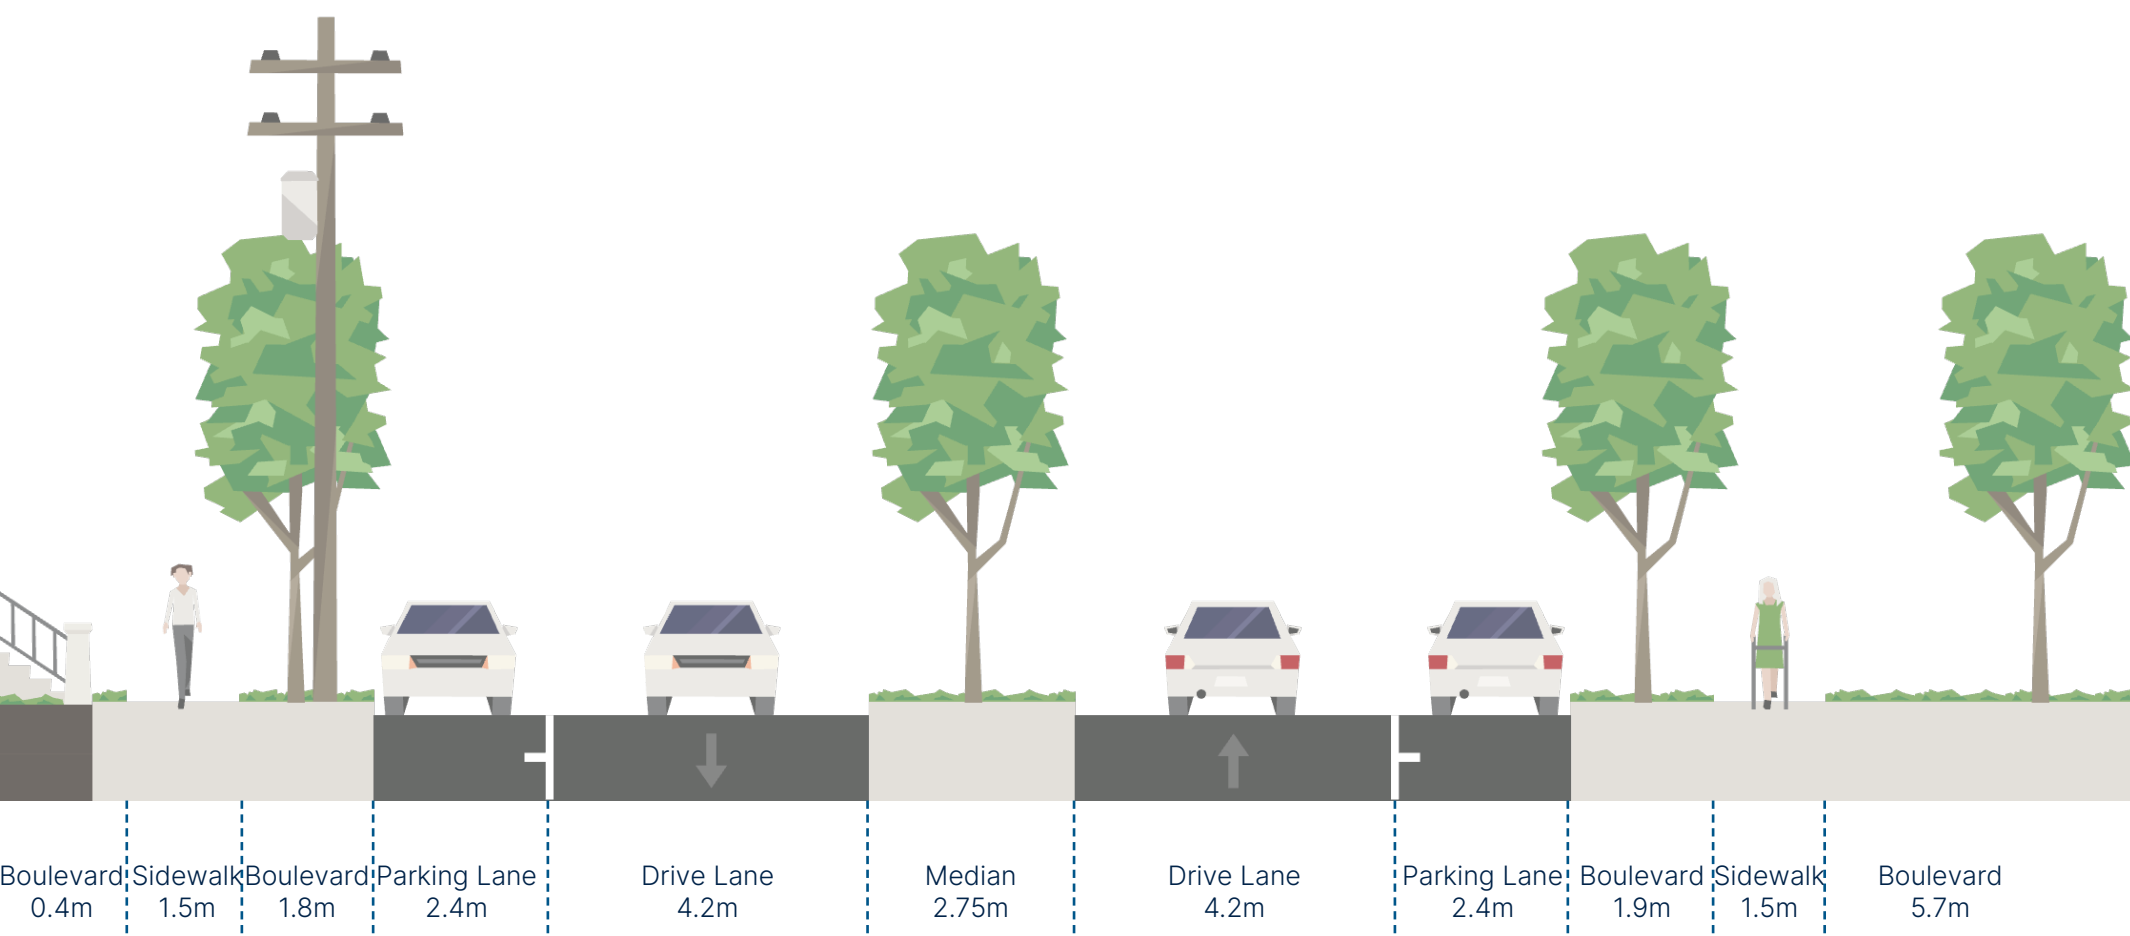 Boulevard Sidewalk Boulevard Parking Lane Drive Lane Median Drive Lane Parking Lane Boulevard Sidewalk Boulevard
0.4m 1.5m 1.8m 2.4m 4.2m 2.75m 4.2m 2.4m 1.9m 1.5m 5.7m